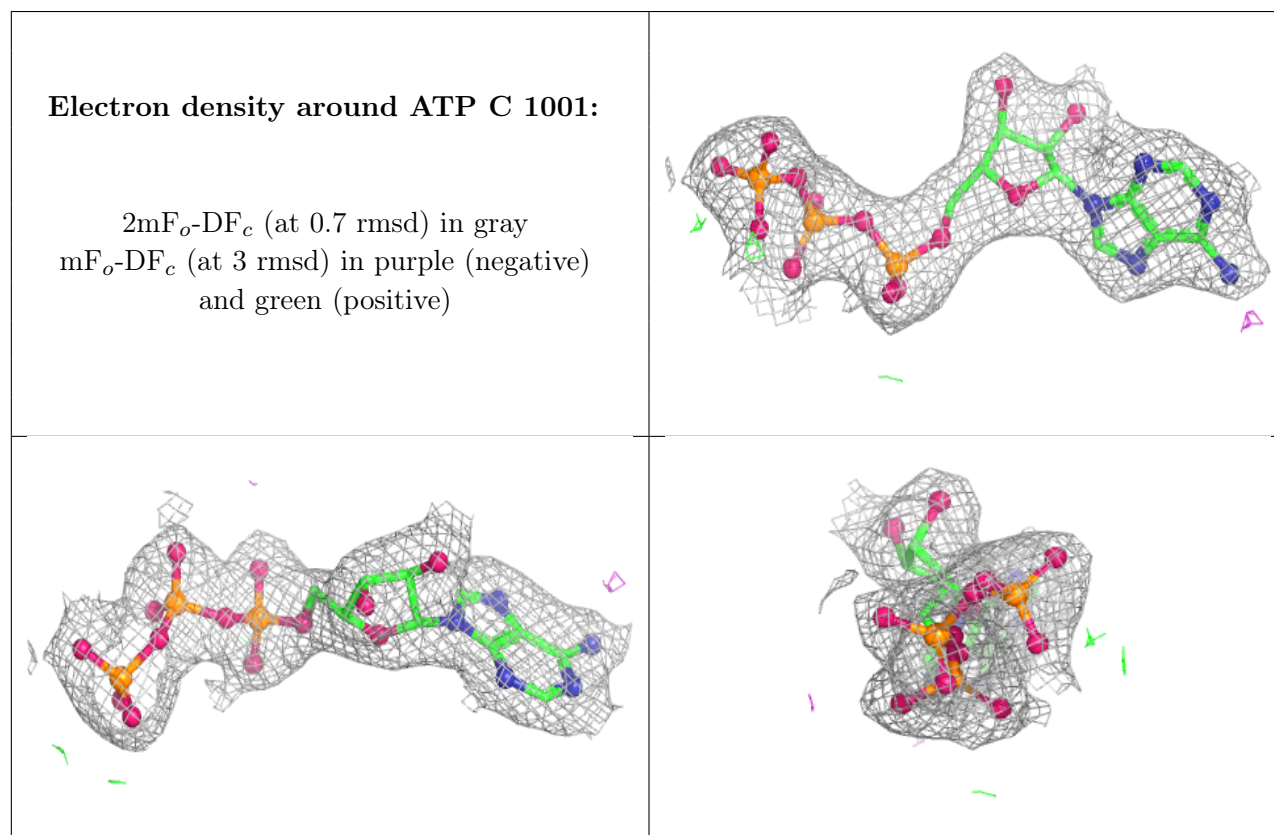 Electron density around ATP C 1001:
2mFo-DFc (at 0.7 rmsd) in gray
mFo-DFc (at 3 rmsd) in purple (negative)
and green (positive)